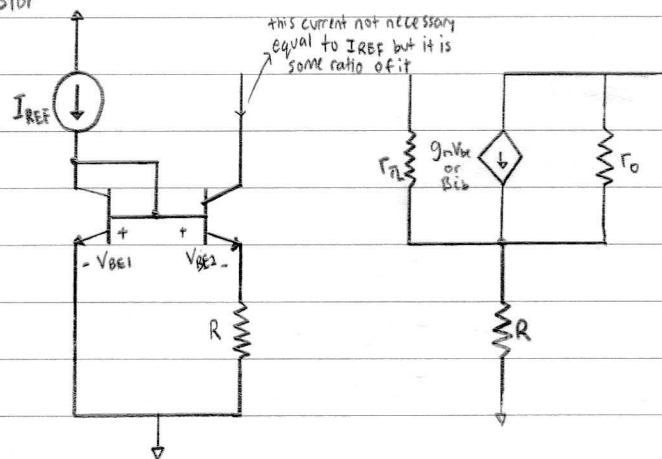 this current not necessary
equal to IREF but it is
some ratio of it
IREF
+
+
- VBE1
VBE2 -
R
rπ
gmVbe
or
Bib
ro
R